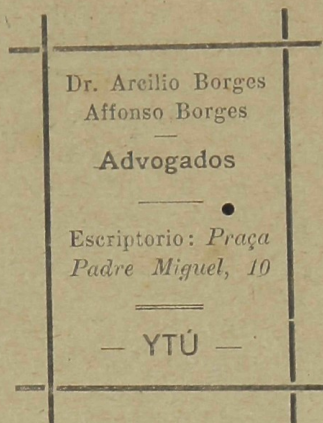 Dr. Arcilio Borges
Affonso Borges
Advogados
Escriptorio: Praça
Padre Miguel, 10
— YTÚ —